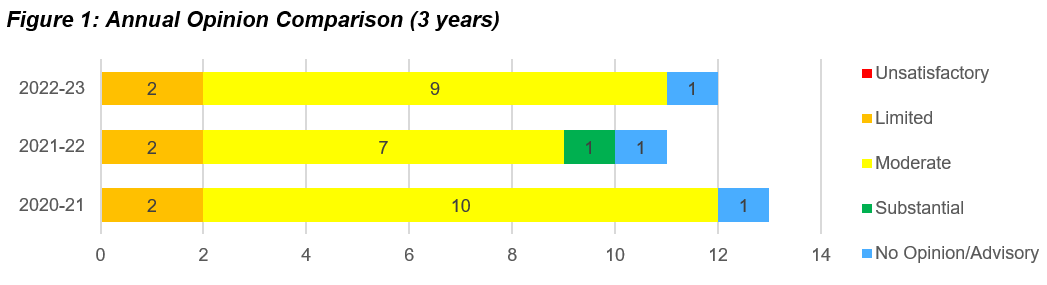 Figure 1: Annual Opinion Comparison (3 years)
2022-23 2 9 1
2021-22 2 7 1 1
2020-21 2 10 1
0 2 4 6 8 10 12 14
Unsatisfactory
Limited
Moderate
Substantial
No Opinion/Advisory